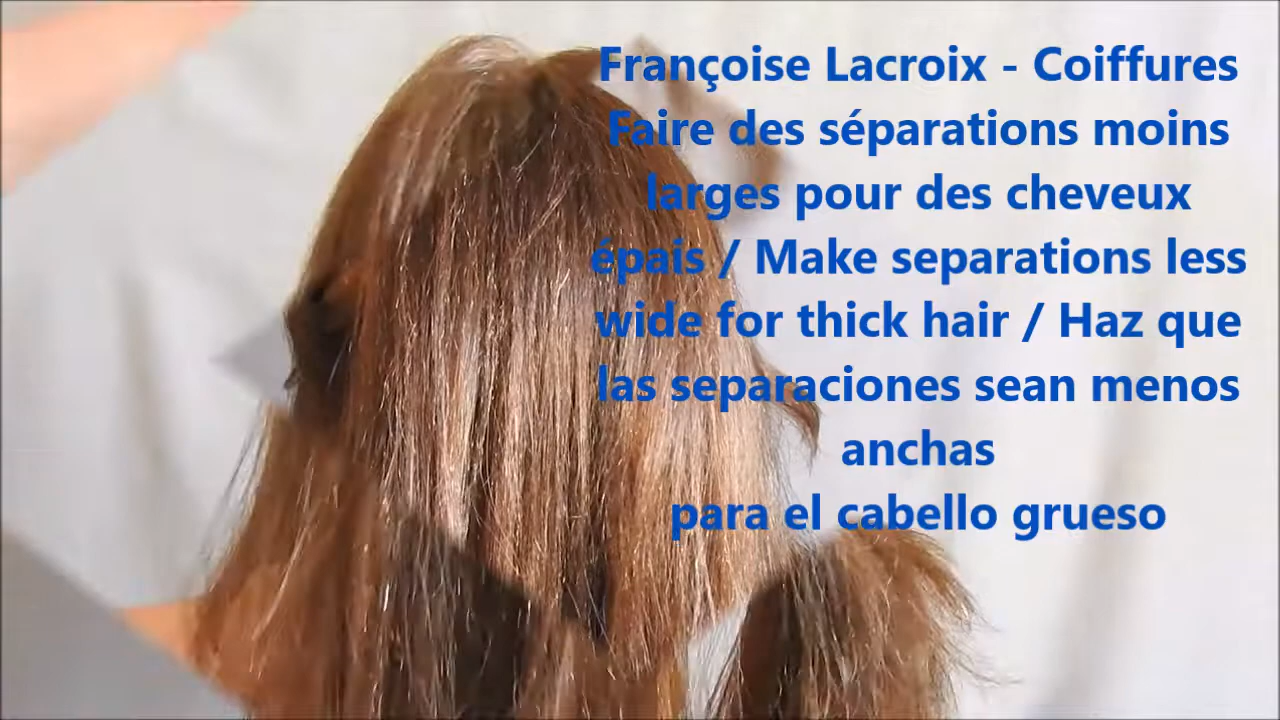 Françoise Lacroix - Coiffures
Faire des séparations moins
larges pour des cheveux
épais / Make separations less
wide for thick hair / Haz que
las separaciones sean menos
anchas
para el cabello grueso